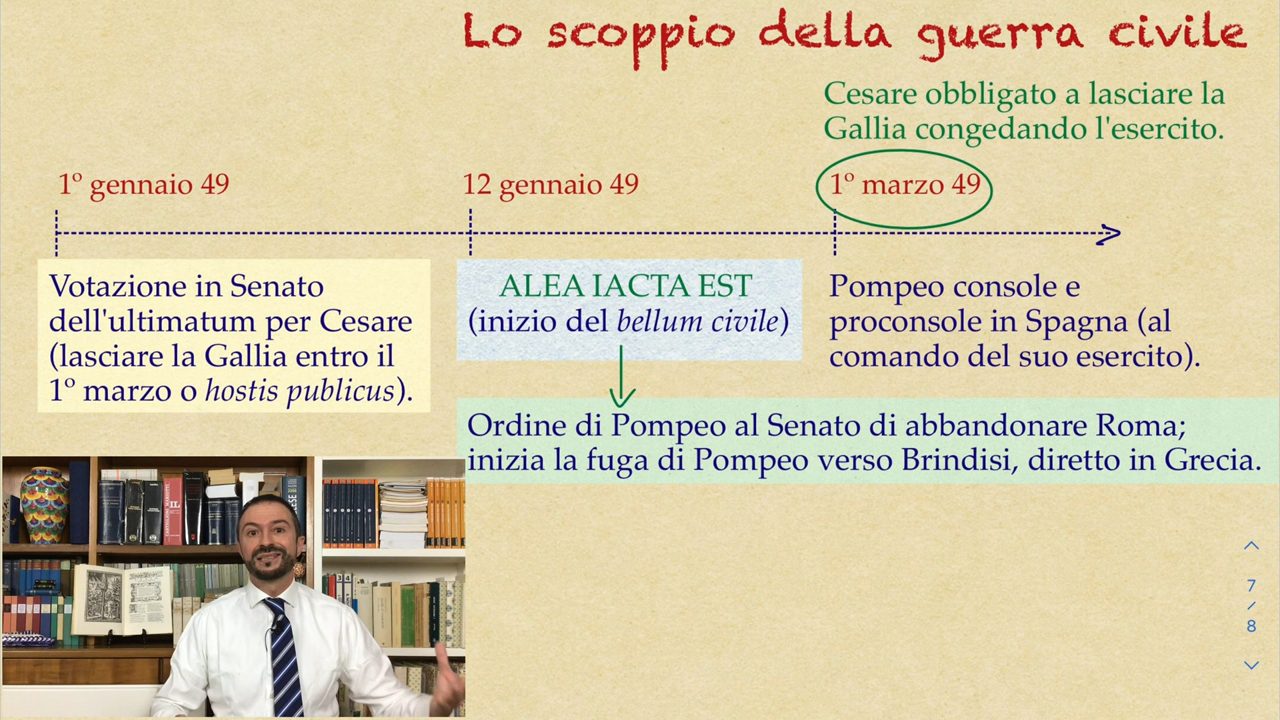 Lo scoppio della guerra civile
Cesare obbligato a lasciare la
Gallia congedando l'esercito.
1º gennaio 49
12 gennaio 49
1º marzo 49
Votazione in Senato
dell'ultimatum per Cesare
(lasciare la Gallia entro il
1º marzo o hostis publicus).
ALEA IACTA EST
(inizio del bellum civile)
Pompeo console e
proconsole in Spagna (al
comando del suo esercito).
Ordine di Pompeo al Senato di abbandonare Roma;
inizia la fuga di Pompeo verso Brindisi, diretto in Grecia.
IL
7
/
8